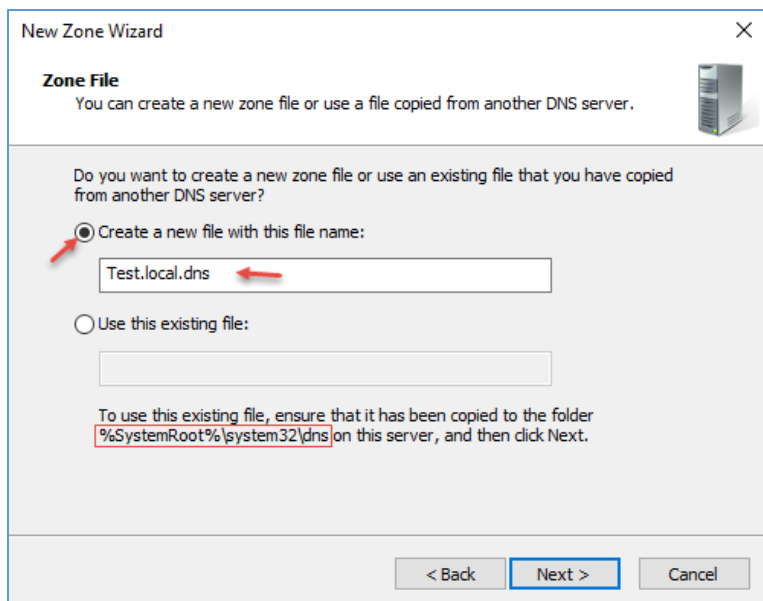 New Zone Wizard
Zone File
You can create a new zone file or use a file copied from another DNS server.
Do you want to create a new zone file or use an existing file that you have copied
from another DNS server?
Create a new file with this file name:
Test.local.dns
Use this existing file:
To use this existing file, ensure that it has been copied to the folder
%SystemRoot%\system32\dns on this server, and then click Next.
< Back
Next >
Cancel